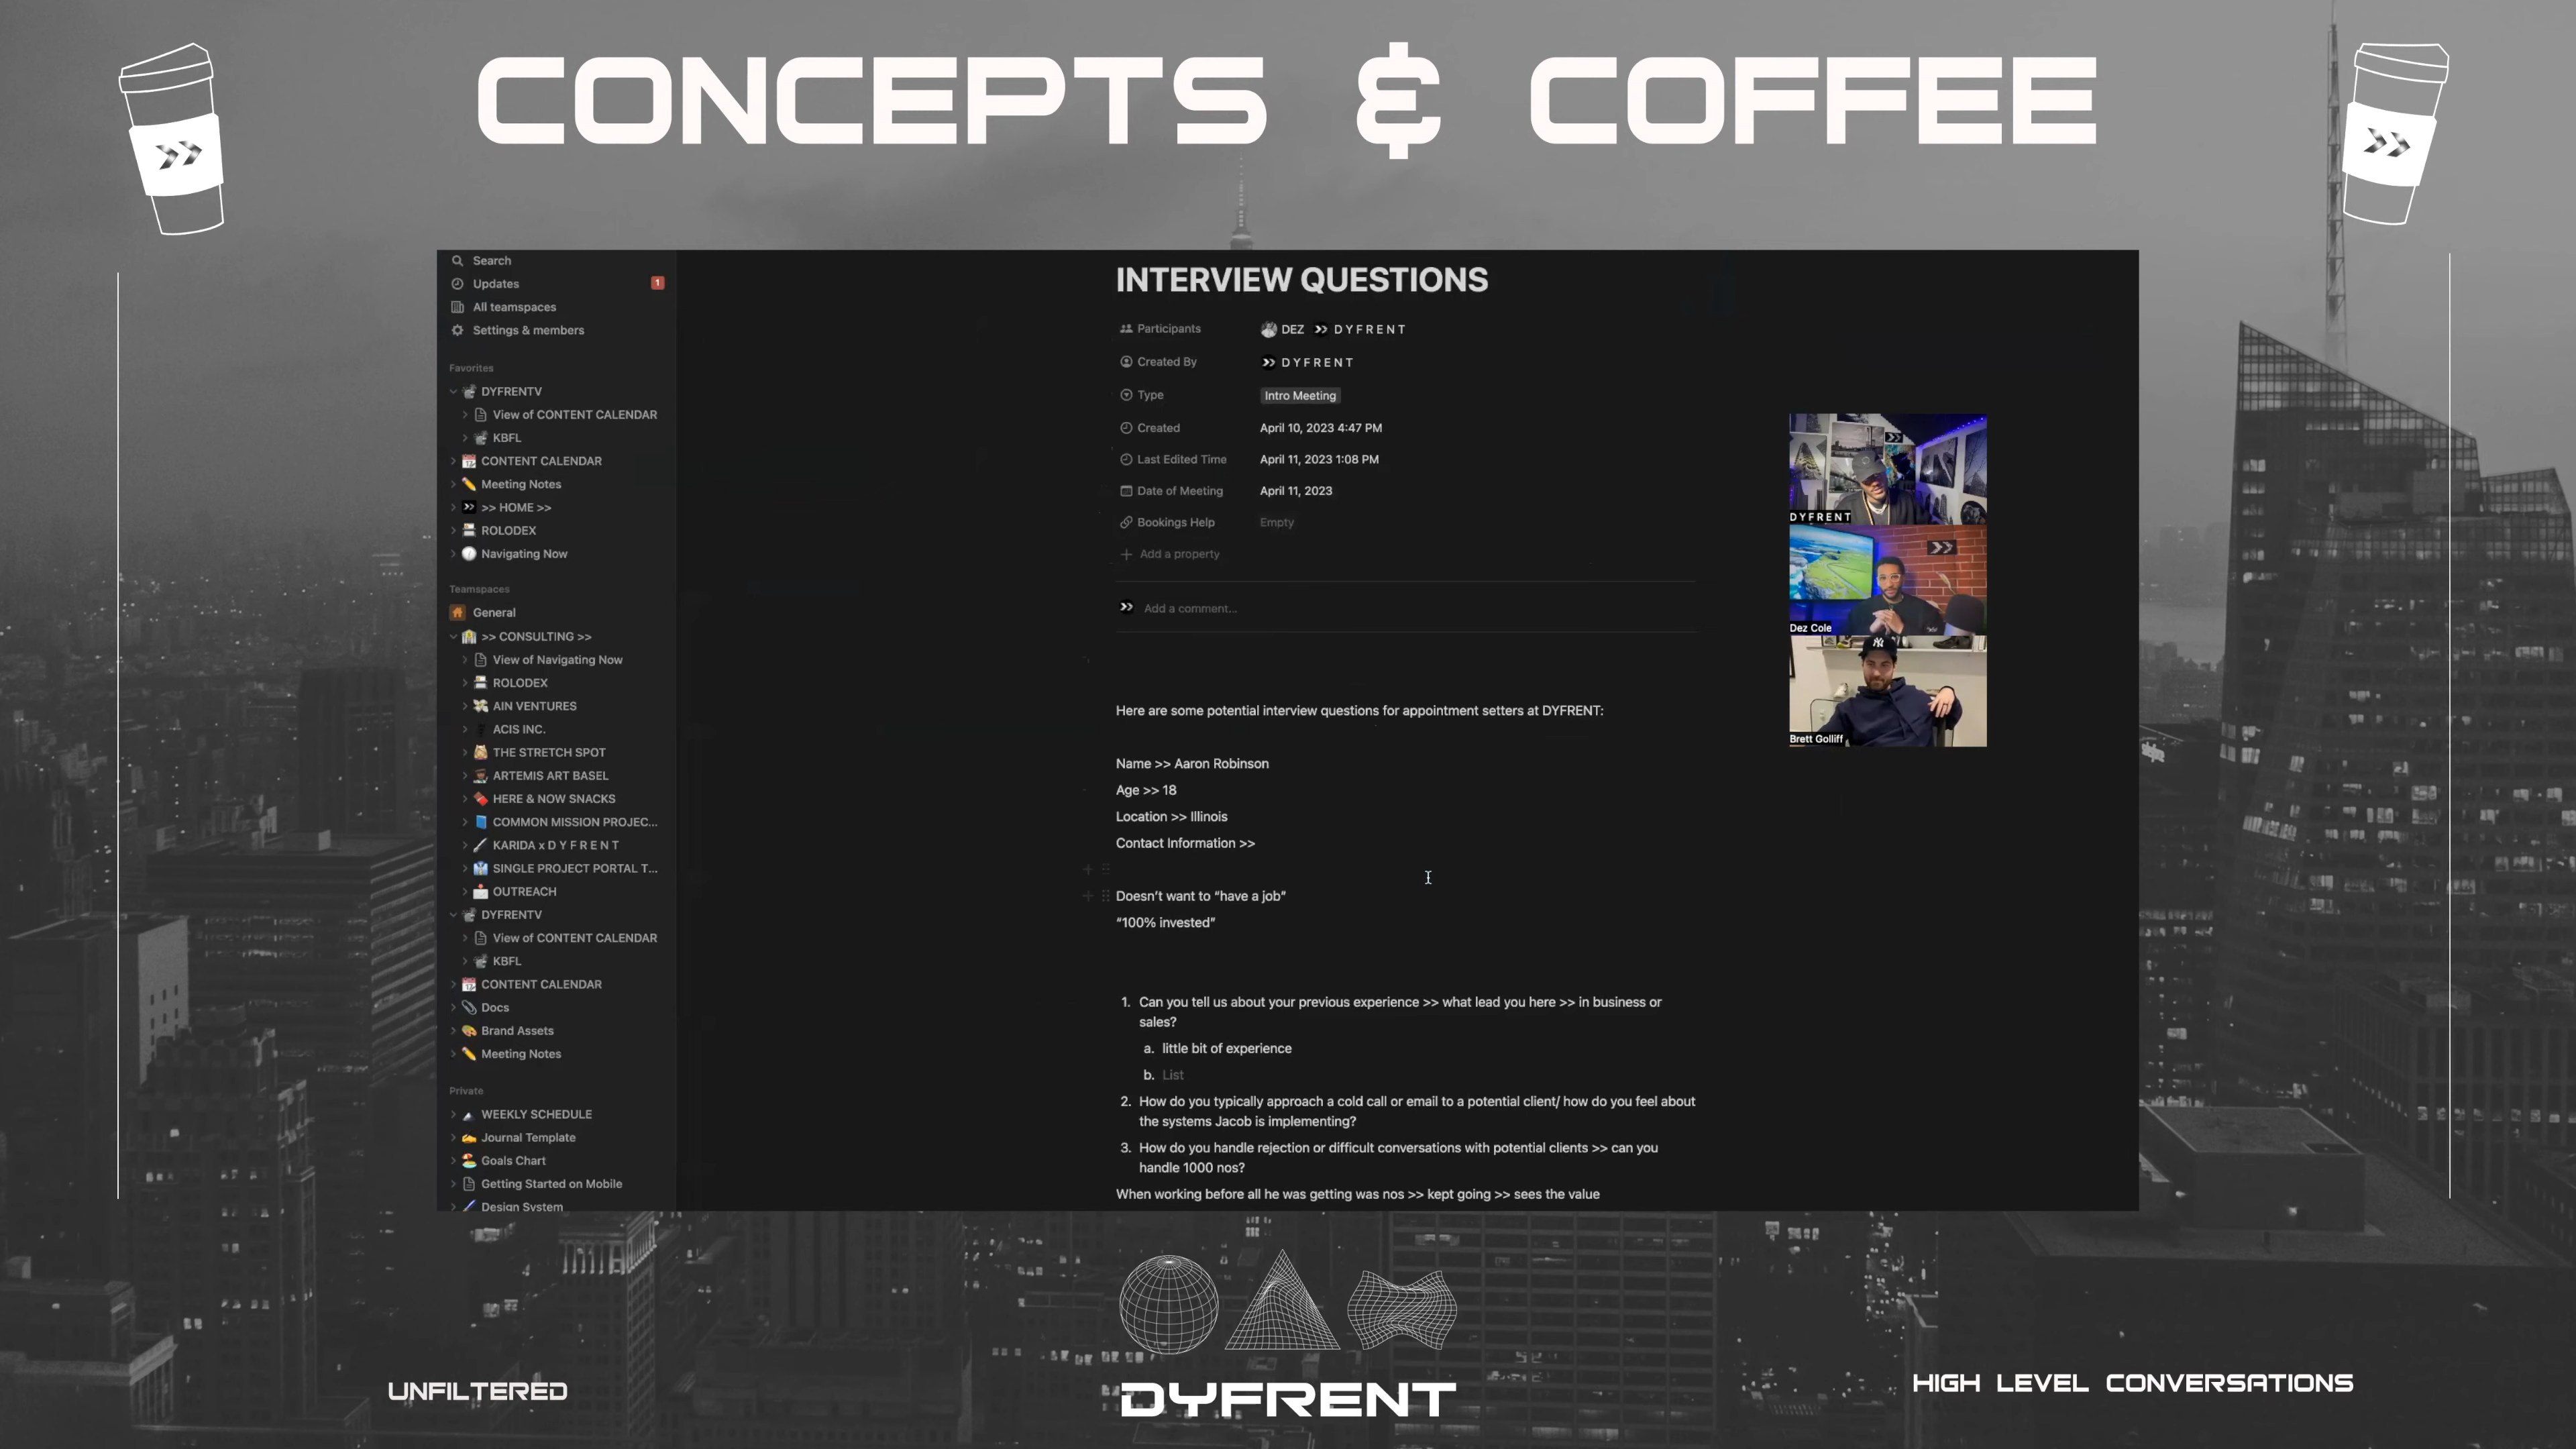 CONCEPTS & COFFEE
Search
Updates
1
All teamspaces
Settings & members
Favorites
DYFRENTV
View of CONTENT CALENDAR
KBFL
CONTENT CALENDAR
Meeting Notes
>> HOME >>
ROLODEX
Navigating Now
Teamspaces
General
>> CONSULTING >>
View of Navigating Now
ROLODEX
AIN VENTURES
ACIS INC.
THE STRETCH SPOT
ARTEMIS ART BASEL
HERE & NOW SNACKS
COMMON MISSION PROJEC...
KARIDA x D Y F R E N T
SINGLE PROJECT PORTAL T...
OUTREACH
DYFRENTV
View of CONTENT CALENDAR
KBFL
CONTENT CALENDAR
Docs
Brand Assets
Meeting Notes
Private
WEEKLY SCHEDULE
Journal Template
Goals Chart
Getting Started on Mobile
Design System
INTERVIEW QUESTIONS
Participants DEZ >> D Y F R E N T
Created By >> D Y F R E N T
Type Intro Meeting
Created April 10, 2023 4:47 PM
Last Edited Time April 11, 2023 1:08 PM
Date of Meeting April 11, 2023
Bookings Help Empty
Add a property
Add a comment...
Here are some potential interview questions for appointment setters at DYFRENT:
Name >> Aaron Robinson
Age >> 18
Location >> Illinois
Contact Information >>
Doesn't want to “have a job”
“100% invested”
1. Can you tell us about your previous experience >> what lead you here >> in business or
sales?
a. little bit of experience
b. List
2. How do you typically approach a cold call or email to a potential client/ how do you feel about
the systems Jacob is implementing?
3. How do you handle rejection or difficult conversations with potential clients >> can you
handle 1000 nos?
When working before all he was getting was nos >> kept going >> sees the value
D Y F R E N T
Dez Cole
Brett Golliff
UNFILTERED
DYFRENT
HIGH LEVEL CONVERSATIONS